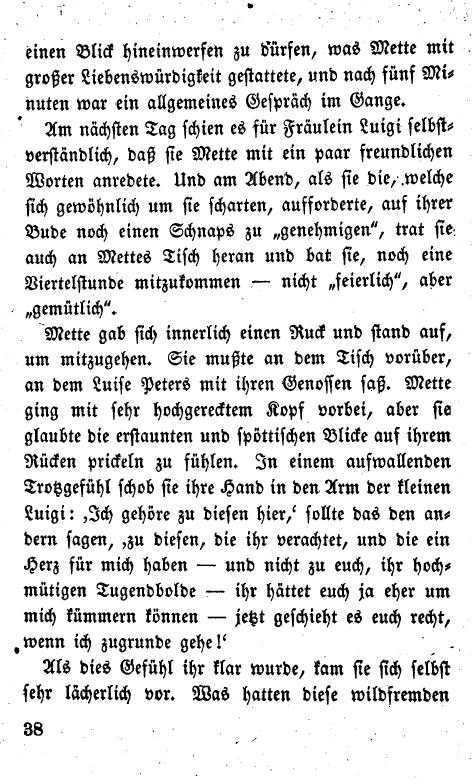 einen Blick hineinwerfen zu dürfen, was Mette mit
großer Liebenswürdigkeit gestattete, und nach fünf Mi-
nuten war ein allgemeines Gespräch im Gange.
Am nächsten Tag schien es für Fräulein Luigi selbst-
verständlich, daß sie Mette mit ein paar freundlichen
Worten anredete. Und am Abend, als sie die, welche
sich gewöhnlich um sie scharten, aufforderte, auf ihrer
Bude noch einen Schnaps zu „genehmigen“, trat sie
auch an Mettes Tisch heran und bat sie, noch eine
Viertelstunde mitzukommen — nicht „feierlich“, aber
„gemütlich“.
Mette gab sich innerlich einen Ruck und stand auf,
um mitzugehen. Sie mußte an dem Tisch vorüber,
an dem Luise Peters mit ihren Genossen saß. Mette
ging mit sehr hochgerecktem Kopf vorbei, aber sie
glaubte die erstaunten und spöttischen Blicke auf ihrem
Rücken prickeln zu fühlen. In einem aufwallenden
Trotzgefühl schob sie ihre Hand in den Arm der kleinen
Luigi: ‚Ich gehöre zu diesen hier,‘ sollte das den an-
dern sagen, ‚zu diesen, die ihr verachtet, und die ein
Herz für mich haben — und nicht zu euch, ihr hoch-
mütigen Tugendbolde — ihr hättet euch ja eher um
mich kümmern können — jetzt geschieht es euch recht,
wenn ich zugrunde gehe!‘
Als dies Gefühl ihr klar wurde, kam sie sich selbst
sehr lächerlich vor. Was hatten diese wildfremden
38